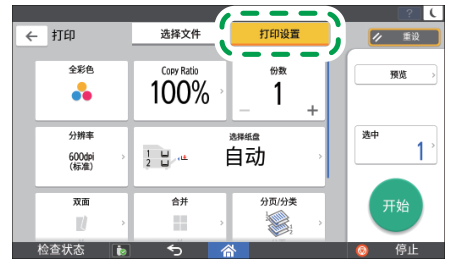 打印
选择文件
打印设置
重设
全彩色
Copy Ratio
100%
份数
1
预览
分辨率
600dpi
(标准)
选择纸盘
自动
1
2
选中
1
双面
合并
分页/分类
开始
检查状态
停止